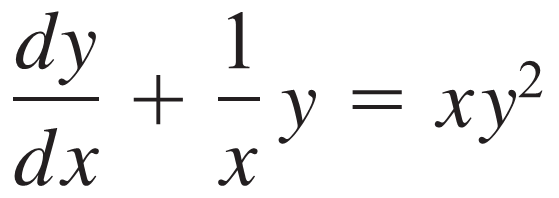 dy/dx + 1/x y = xy²